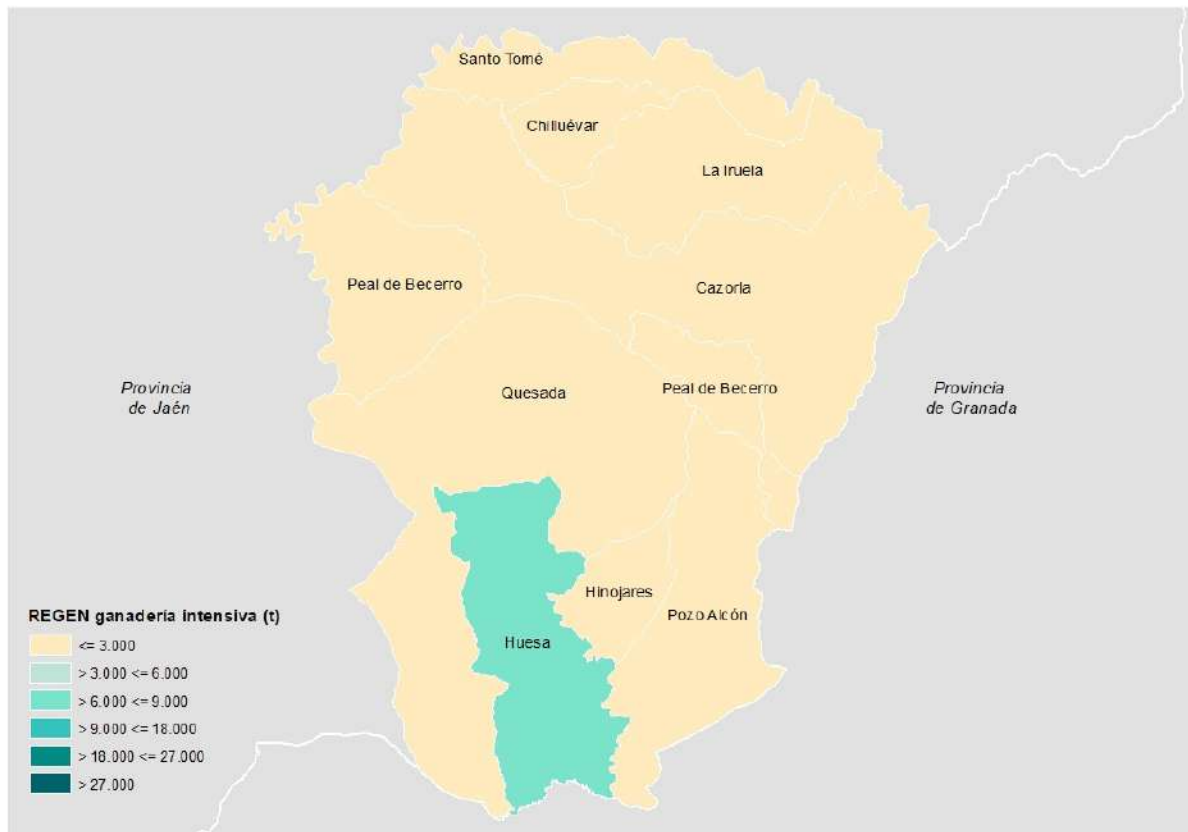 Santo Tomé
Chilluévar
La Iruela
Peal de Becerro
Cazorla
Provincia
de Jaén
Quesada
Peal de Becerro
Provincia
de Granada
Hinojares
Pozo Alcón
Huesa
REGEN ganadería intensiva (t)
<= 3.000
> 3.000 <= 6.000
> 6.000 <= 9.000
> 9.000 <= 18.000
> 18.000 <= 27.000
> 27.000